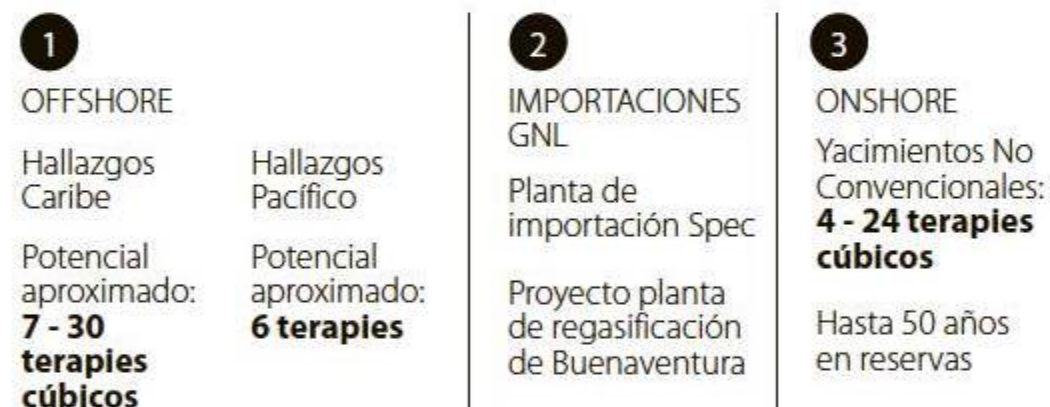 1
OFFSHORE
Hallazgos
Caribe
Potencial
aproximado:
7 - 30
terapies
cúbicos
Hallazgos
Pacífico
Potencial
aproximado:
6 terapies
2
IMPORTACIONES
GNL
Planta de
importación Spec
Proyecto planta
de regasificación
de Buenaventura
3
ONSHORE
Yacimientos No
Convencionales:
4 - 24 terapies
cúbicos
Hasta 50 años
en reservas